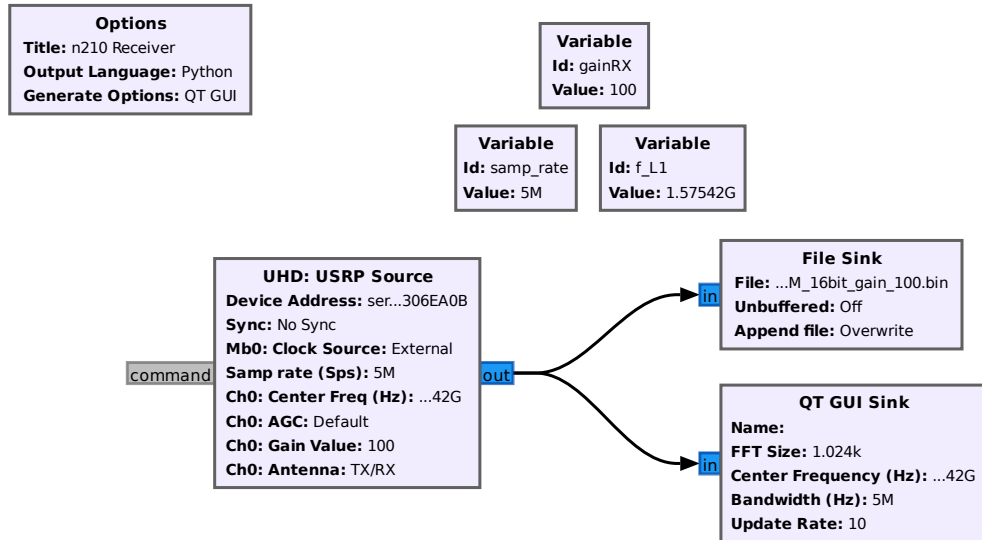 Options
Title: n210 Receiver
Output Language: Python
Generate Options: QT GUI
Variable
Id: gainRX
Value: 100
Variable
Id: samp_rate
Value: 5M
Variable
Id: f_L1
Value: 1.57542G
UHD: USRP Source
Device Address: ser...306EA0B
Sync: No Sync
Mb0: Clock Source: External
Samp rate (Sps): 5M
Ch0: Center Freq (Hz): ...42G
Ch0: AGC: Default
Ch0: Gain Value: 100
Ch0: Antenna: TX/RX
command
out
File Sink
File: ...M_16bit_gain_100.bin
Unbuffered: Off
Append file: Overwrite
in
QT GUI Sink
Name:
FFT Size: 1.024k
Center Frequency (Hz): ...42G
Bandwidth (Hz): 5M
Update Rate: 10
in